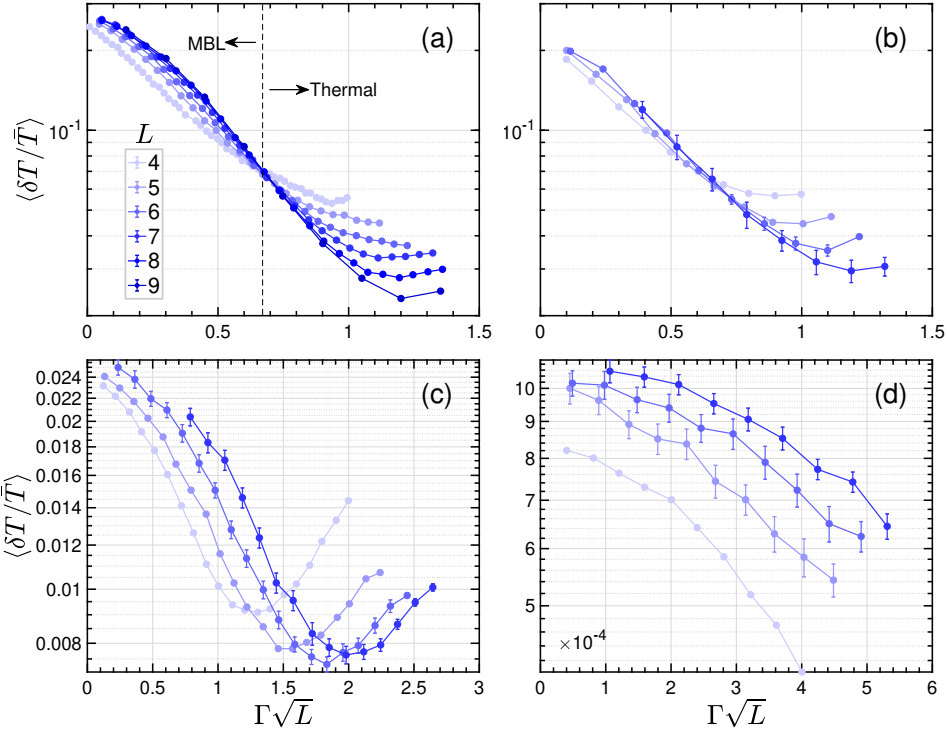 (a)
MBL
Thermal
10⁻¹
L
4
5
6
7
8
9
⟨δT/T̄⟩
0 0.5 1 1.5
(b)
10⁻¹
0 0.5 1 1.5
(c)
0.024
0.022
0.02
0.018
0.016
0.014
0.012
0.01
0.008
⟨δT/T̄⟩
0 0.5 1 1.5 2 2.5 3
Γ√L
(d)
10
9
8
7
6
5
×10⁻⁴
0 1 2 3 4 5 6
Γ√L